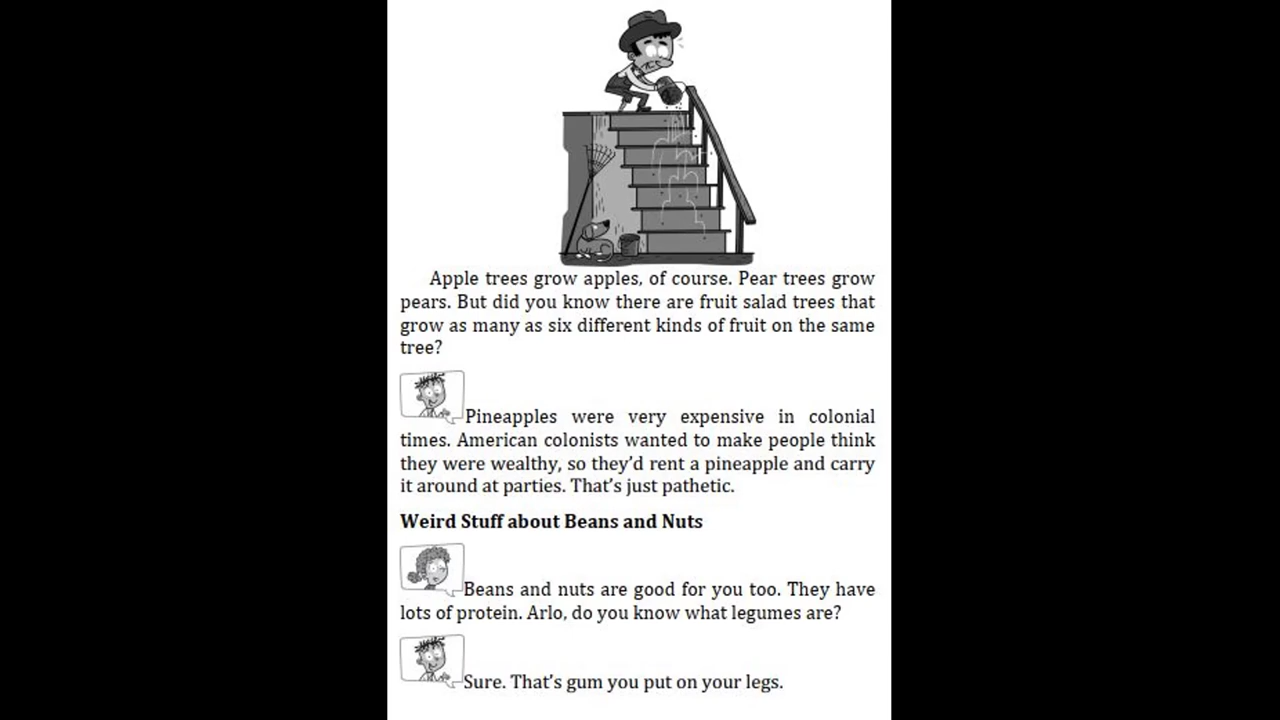 Apple trees grow apples, of course. Pear trees grow
pears. But did you know there are fruit salad trees that
grow as many as six different kinds of fruit on the same
tree?
Pineapples were very expensive in colonial
times. American colonists wanted to make people think
they were wealthy, so they’d rent a pineapple and carry
it around at parties. That’s just pathetic.
Weird Stuff about Beans and Nuts
Beans and nuts are good for you too. They have
lots of protein. Arlo, do you know what legumes are?
Sure. That’s gum you put on your legs.